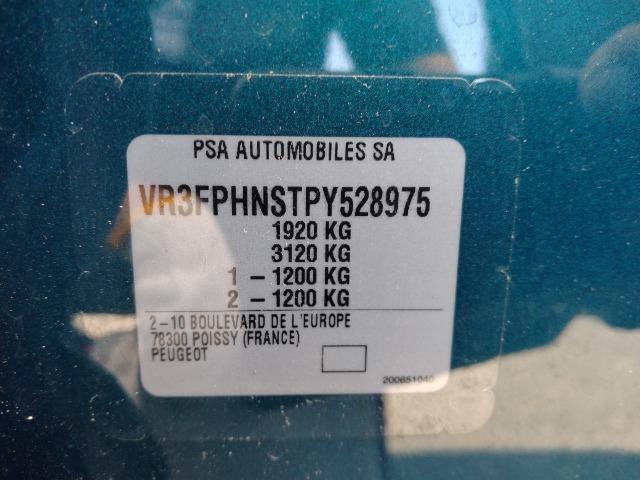 PSA AUTOMOBILES SA
VR3FPHNSTPY528975
1920 KG
3120 KG
1 – 1200 KG
2 – 1200 KG
2–10 BOULEVARD DE L'EUROPE
78300 POISSY (FRANCE)
PEUGEOT
200651040